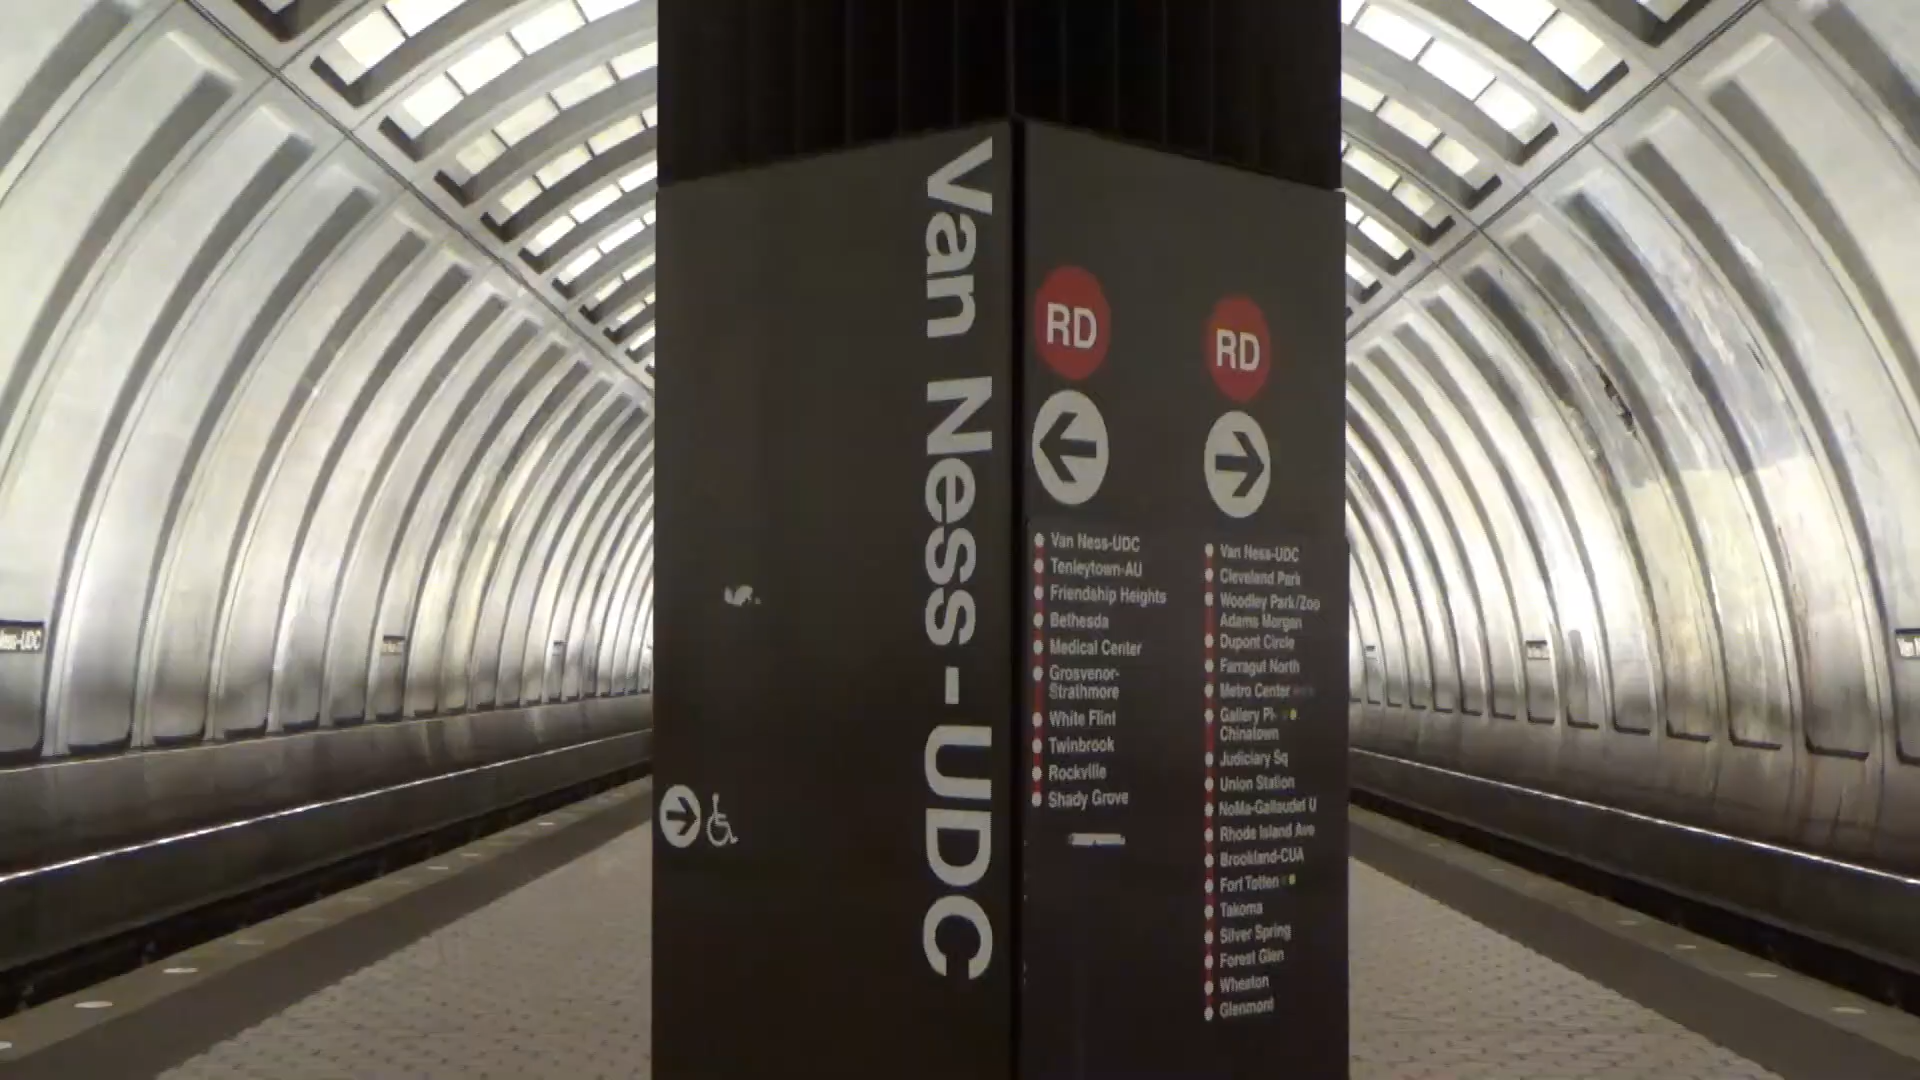 Van Ness-UDC
RD
Van Ness-UDC
Tenleytown-AU
Friendship Heights
Bethesda
Medical Center
Grosvenor-
Strathmore
White Flint
Twinbrook
Rockville
Shady Grove
RD
Van Ness-UDC
Cleveland Park
Woodley Park/Zoo
Adams Morgan
Dupont Circle
Farragut North
Metro Center
Gallery Pl-
Chinatown
Judiciary Sq
Union Station
NoMa-Gallaudet U
Rhode Island Ave
Brookland-CUA
Fort Totten
Takoma
Silver Spring
Forest Glen
Wheaton
Glenmont